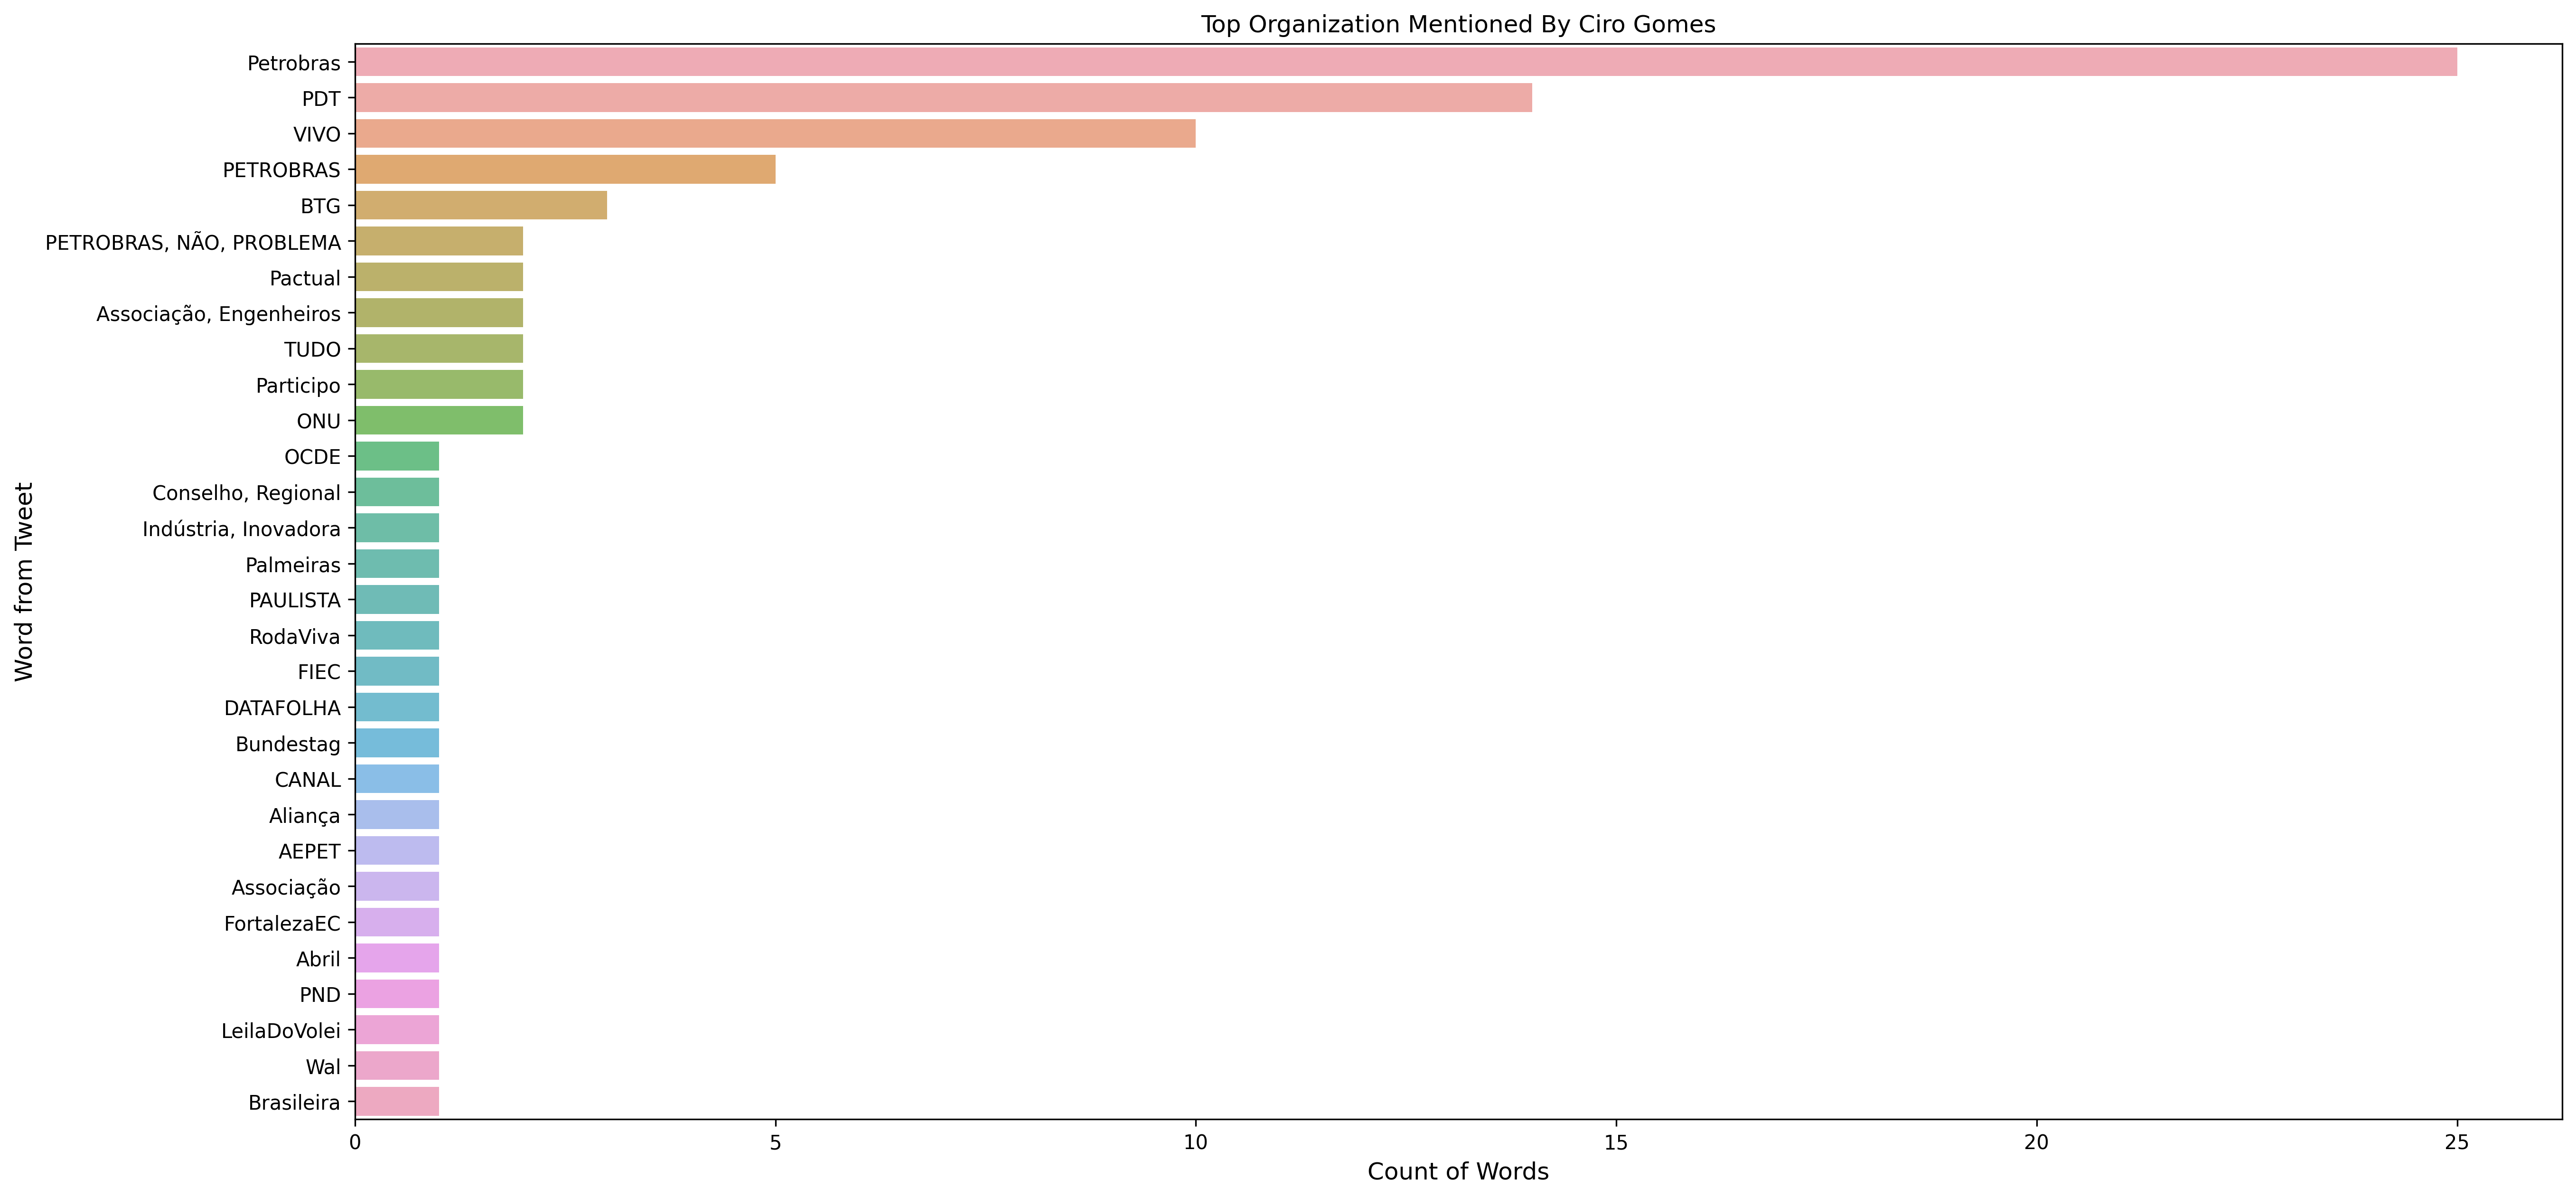 Top Organization Mentioned By Ciro Gomes
Petrobras
PDT
VIVO
PETROBRAS
BTG
PETROBRAS, NÃO, PROBLEMA
Pactual
Associação, Engenheiros
TUDO
Participo
ONU
OCDE
Conselho, Regional
Indústria, Inovadora
Palmeiras
PAULISTA
RodaViva
FIEC
DATAFOLHA
Bundestag
CANAL
Aliança
AEPET
Associação
FortalezaEC
Abril
PND
LeilaDoVolei
Wal
Brasileira
Word from Tweet
0 5 10 15 20 25
Count of Words